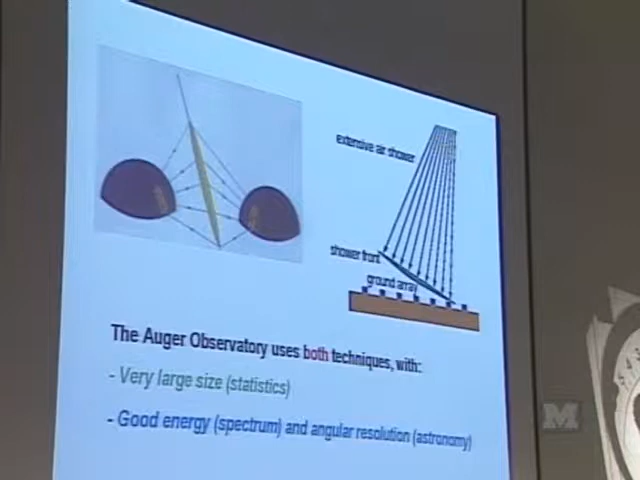 extensive air shower
shower front
ground array
The Auger Observatory uses both techniques, with:
- Very large size (statistics)
- Good energy (spectrum) and angular resolution (astronomy)
M